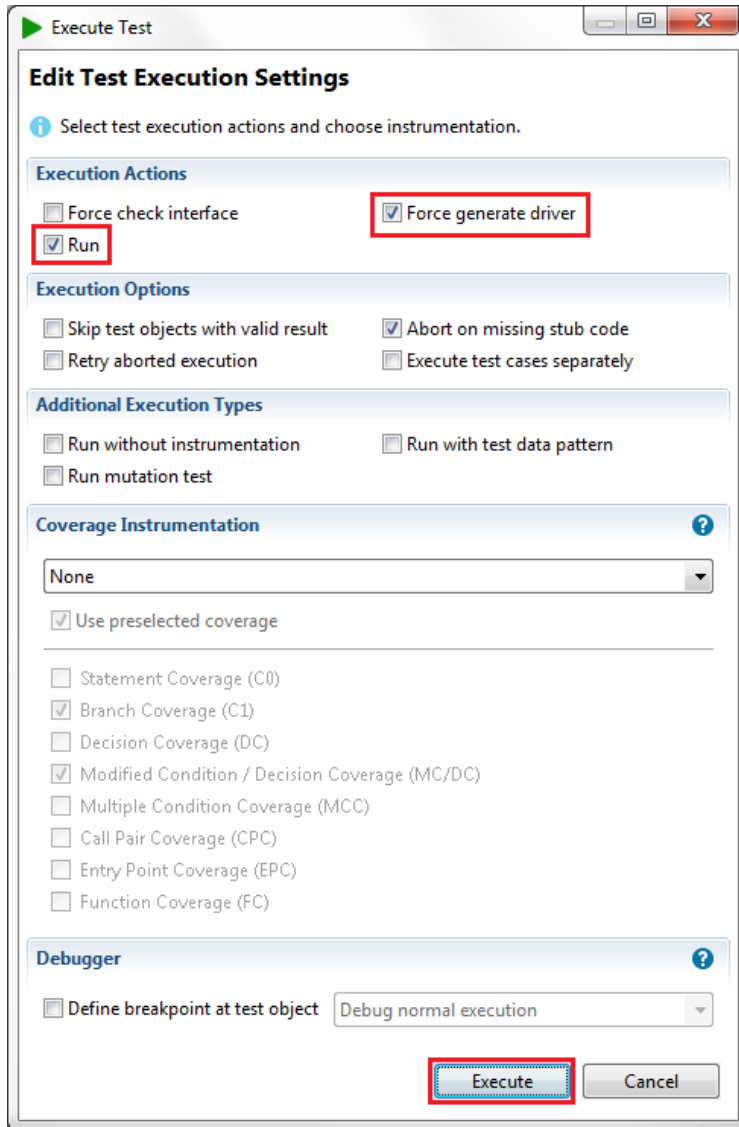 Execute Test
Edit Test Execution Settings
Select test execution actions and choose instrumentation.
Execution Actions
Force check interface
Force generate driver
Run
Execution Options
Skip test objects with valid result
Abort on missing stub code
Retry aborted execution
Execute test cases separately
Additional Execution Types
Run without instrumentation
Run with test data pattern
Run mutation test
Coverage Instrumentation
None
Use preselected coverage
Statement Coverage (C0)
Branch Coverage (C1)
Decision Coverage (DC)
Modified Condition / Decision Coverage (MC/DC)
Multiple Condition Coverage (MCC)
Call Pair Coverage (CPC)
Entry Point Coverage (EPC)
Function Coverage (FC)
Debugger
Define breakpoint at test object
Debug normal execution
Execute
Cancel